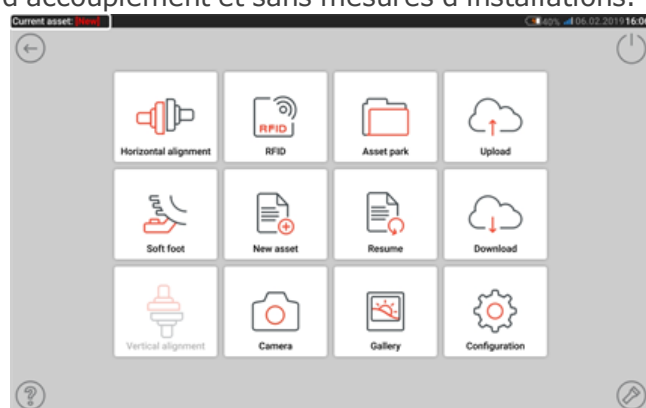 d'accouplement et sans mesures d'installations.
Current asset: [New] 40% 06.02.2019 16:06
Horizontal alignment RFID RFID Asset park Upload
Soft foot New asset Resume Download
Vertical alignment Camera Gallery Configuration